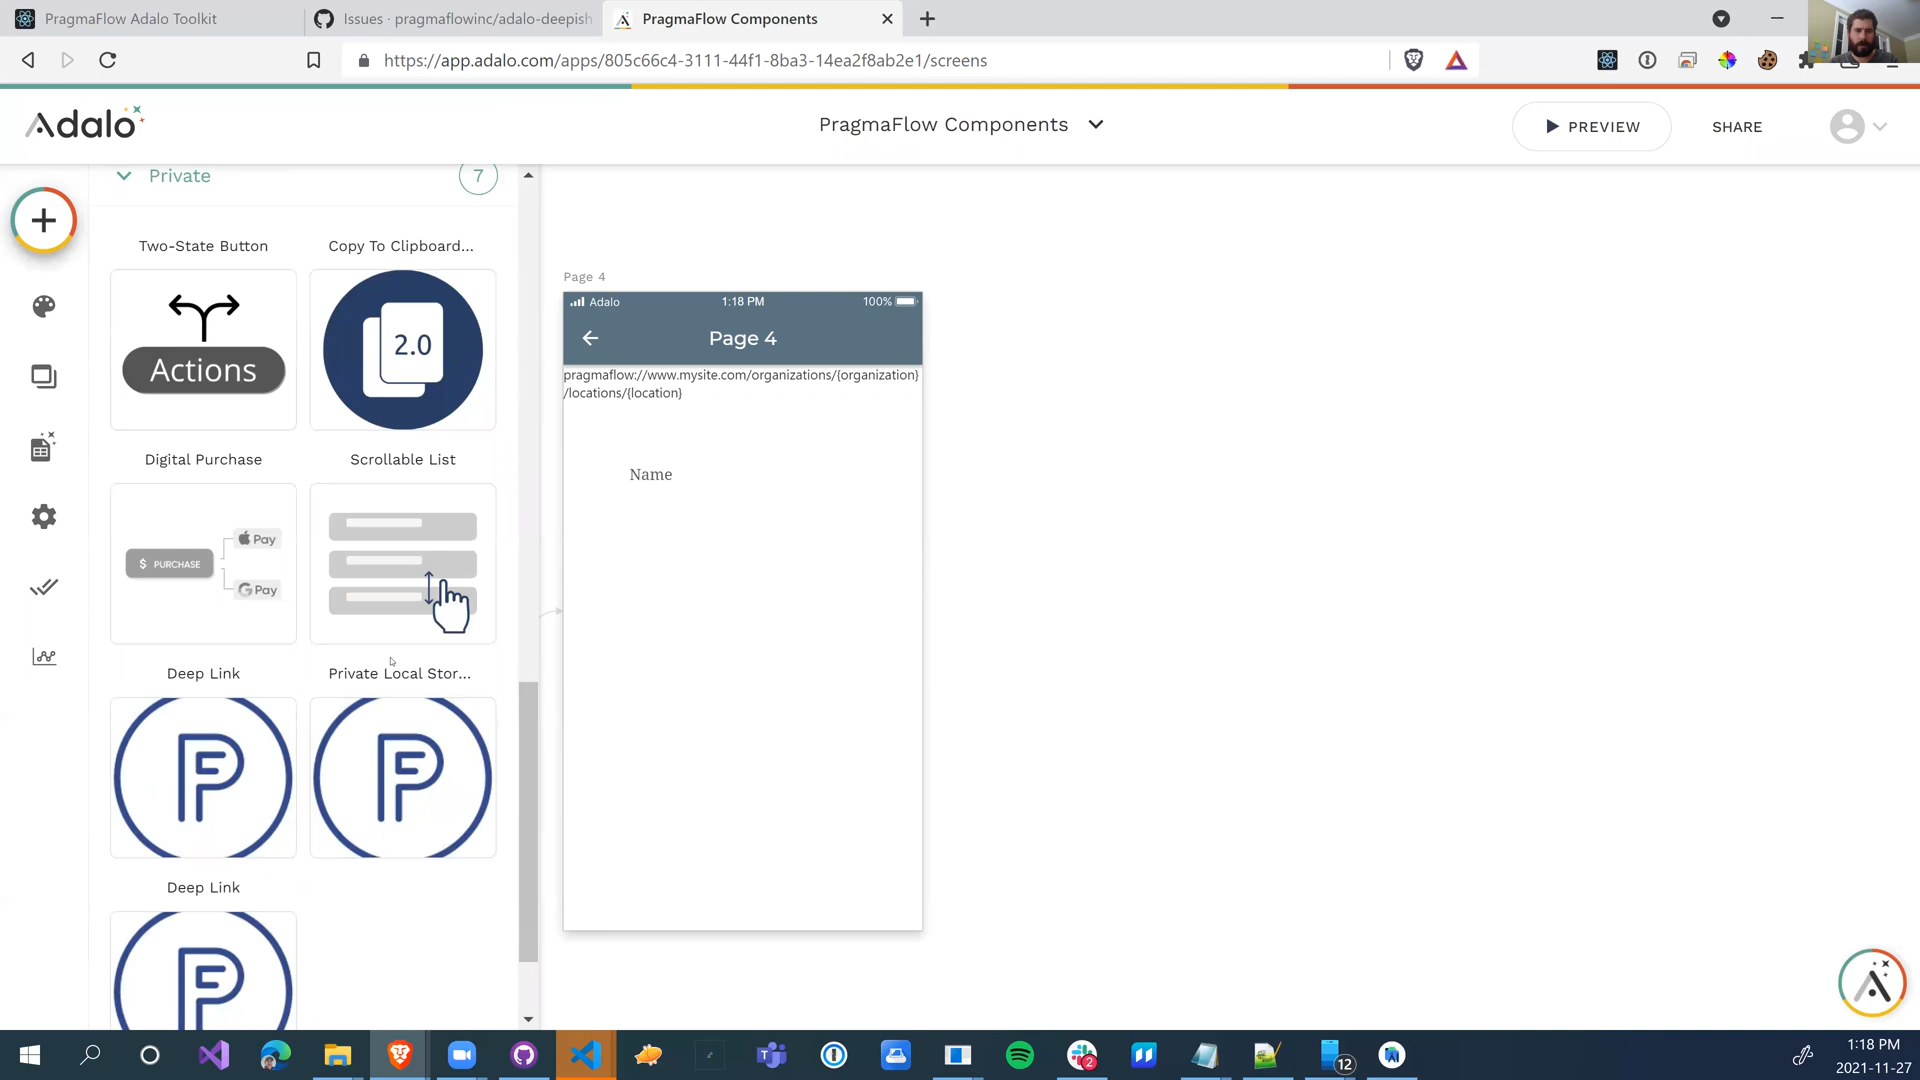 PragmaFlow Adalo Toolkit
Issues · pragmaflowinc/adalo-deepish
PragmaFlow Components
https://app.adalo.com/apps/805c66c4-3111-44f1-8ba3-14ea2f8ab2e1/screens
Adalo
PragmaFlow Components
PREVIEW
SHARE
Private
7
Two-State Button
Copy To Clipboard...
Actions
2.0
Digital Purchase
Scrollable List
$ PURCHASE
Pay
G Pay
Deep Link
Private Local Stor...
Deep Link
Page 4
Adalo
1:18 PM
100%
Page 4
pragmaflow://www.mysite.com/organizations/{organization}
/locations/{location}
Name
2
12
1:18 PM
2021-11-27